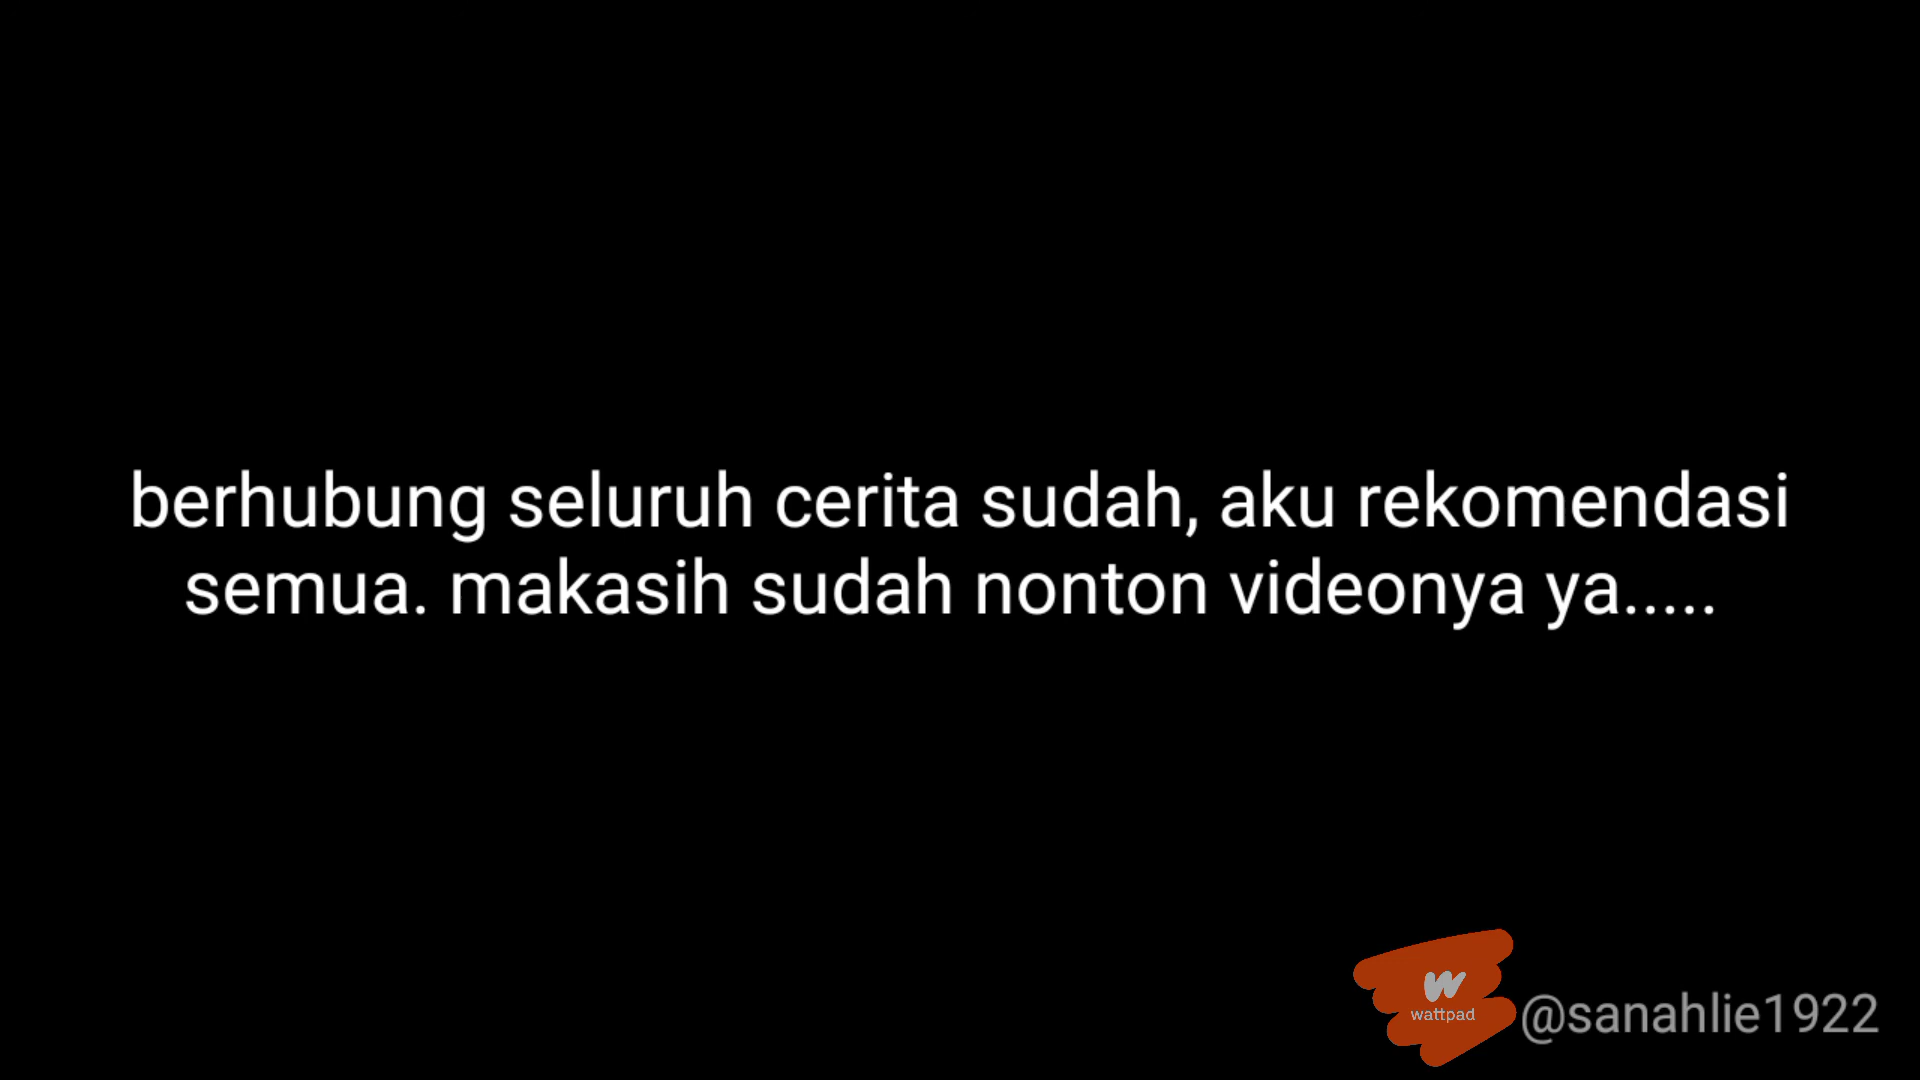 berhubung seluruh cerita sudah, aku rekomendasi
semua. makasih sudah nonton videonya ya.....
wattpad
@sanahlie1922